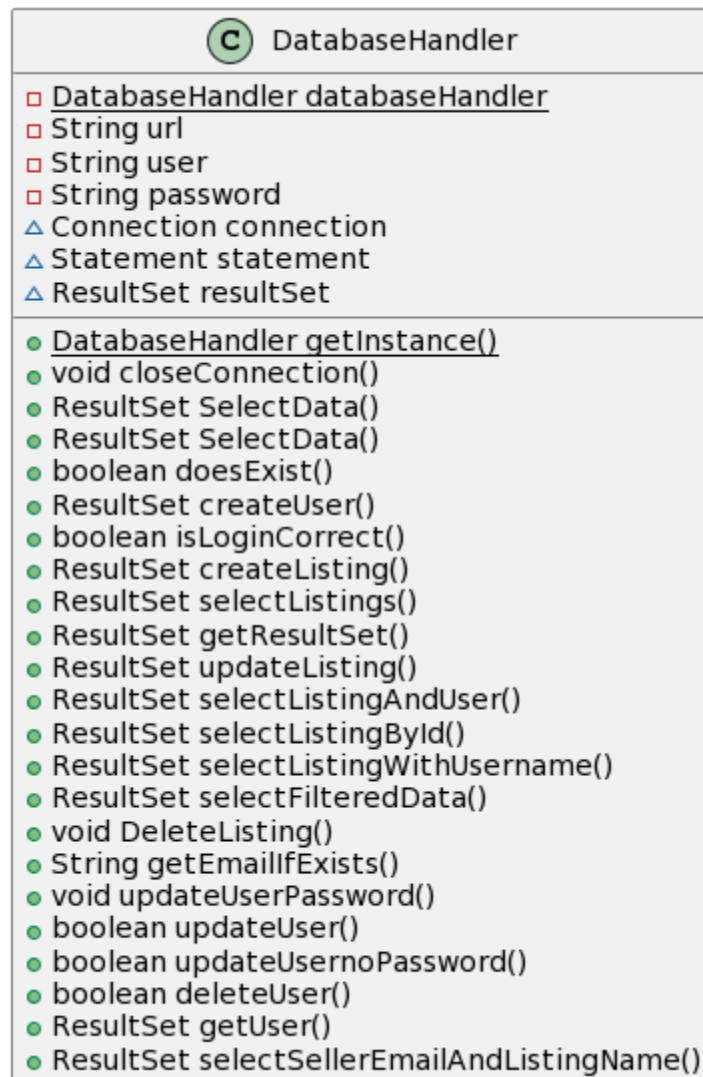 C DatabaseHandler
DatabaseHandler databaseHandler
String url
String user
String password
Connection connection
Statement statement
ResultSet resultSet
DatabaseHandler getInstance()
void closeConnection()
ResultSet SelectData()
ResultSet SelectData()
boolean doesExist()
ResultSet createUser()
boolean isLoginCorrect()
ResultSet createListing()
ResultSet selectListings()
ResultSet getResultSet()
ResultSet updateListing()
ResultSet selectListingAndUser()
ResultSet selectListingById()
ResultSet selectListingWithUsername()
ResultSet selectFilteredData()
void DeleteListing()
String getEmailIfExists()
void updateUserPassword()
boolean updateUser()
boolean updateUsernoPassword()
boolean deleteUser()
ResultSet getUser()
ResultSet selectSellerEmailAndListingName()